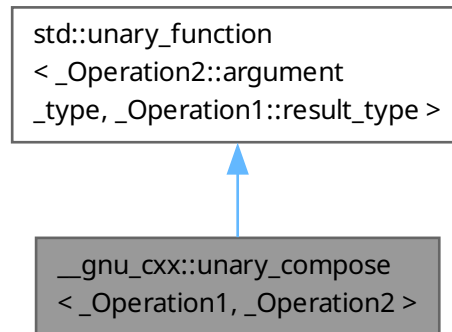 std::unary_function
< _Operation2::argument
_type, _Operation1::result_type >
__gnu_cxx::unary_compose
< _Operation1, _Operation2 >